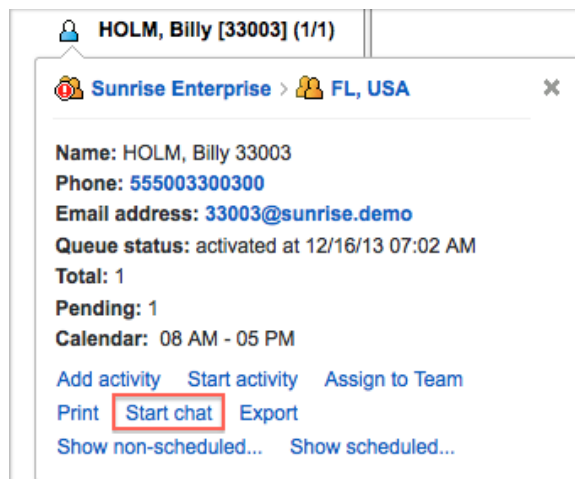 HOLM, Billy [33003] (1/1)
Sunrise Enterprise > FL, USA
Name: HOLM, Billy 33003
Phone: 555003300300
Email address: 33003@sunrise.demo
Queue status: activated at 12/16/13 07:02 AM
Total: 1
Pending: 1
Calendar: 08 AM - 05 PM
Add activity Start activity Assign to Team
Print Start chat Export
Show non-scheduled... Show scheduled...